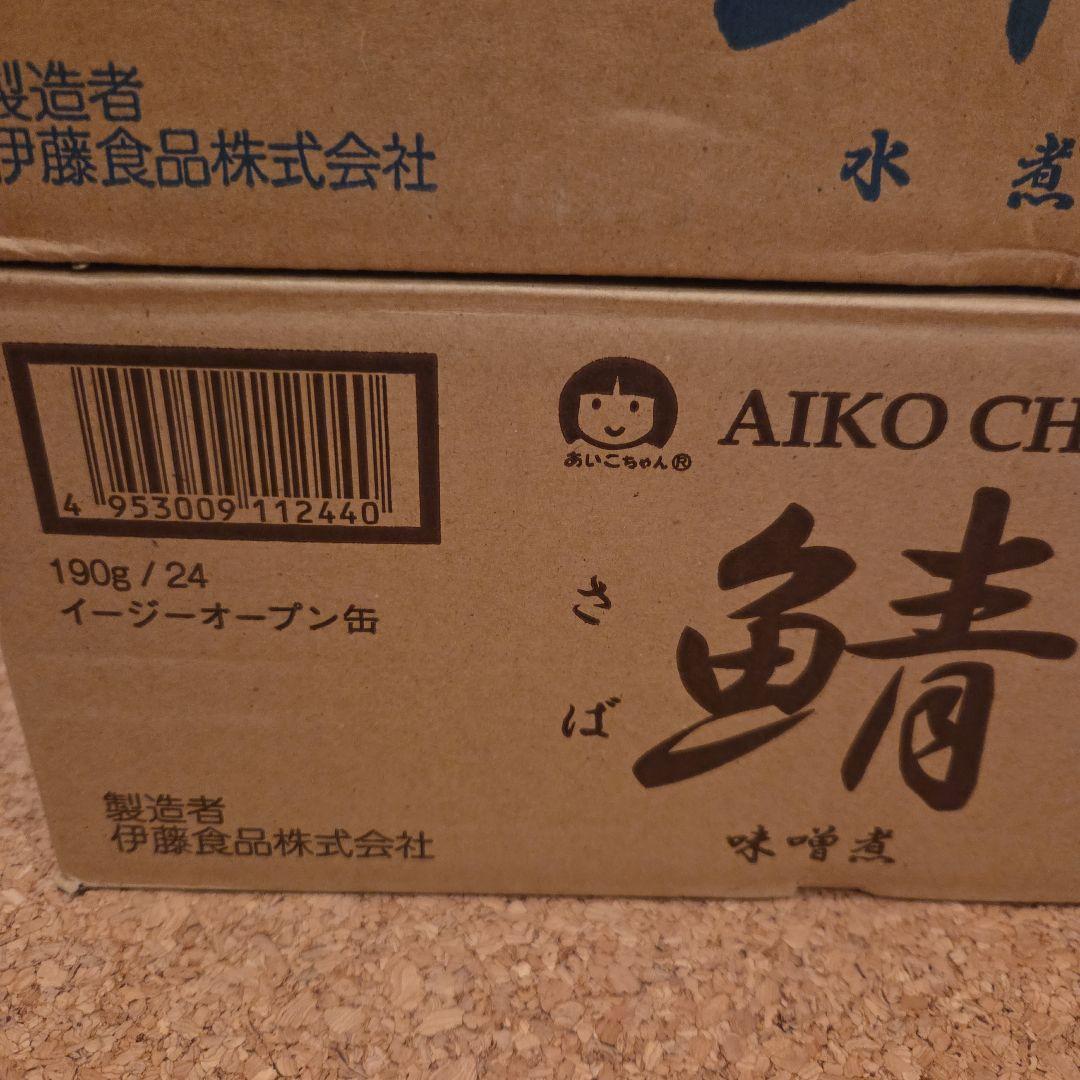 製造者
伊藤食品株式会社
水煮
4 953009 112440
190g / 24
イージーオープン缶
製造者
伊藤食品株式会社
あいこちゃん®
AIKO CH
さば
鯖
味噌煮